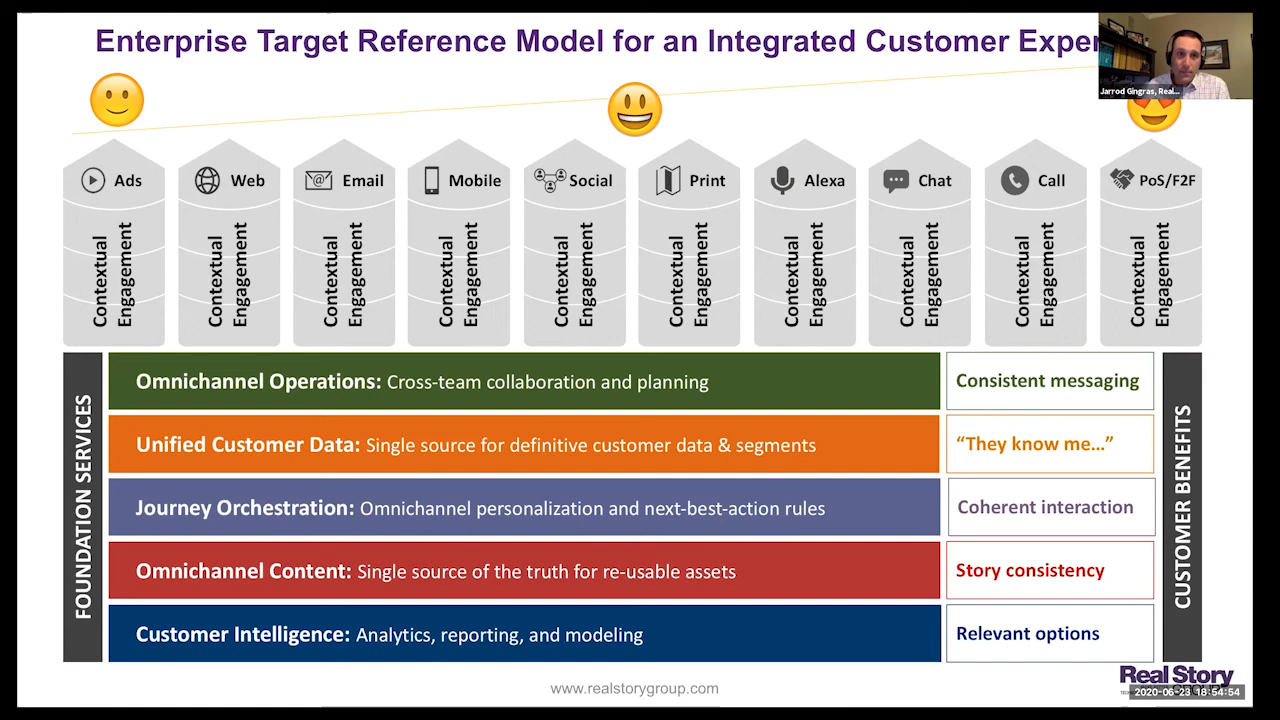 Enterprise Target Reference Model for an Integrated Customer Exper
Jarrod Gingras, Real...
Ads
Web
Email
Mobile
Social
Print
Alexa
Chat
Call
PoS/F2F
Contextual
Engagement
Contextual
Engagement
Contextual
Engagement
Contextual
Engagement
Contextual
Engagement
Contextual
Engagement
Contextual
Engagement
Contextual
Engagement
Contextual
Engagement
Contextual
Engagement
FOUNDATION SERVICES
Omnichannel Operations: Cross-team collaboration and planning
Consistent messaging
Unified Customer Data: Single source for definitive customer data & segments
“They know me...”
Journey Orchestration: Omnichannel personalization and next-best-action rules
Coherent interaction
Omnichannel Content: Single source of the truth for re-usable assets
Story consistency
Customer Intelligence: Analytics, reporting, and modeling
Relevant options
CUSTOMER BENEFITS
www.realstorygroup.com
Real Story
2020-06-23 18:54:54